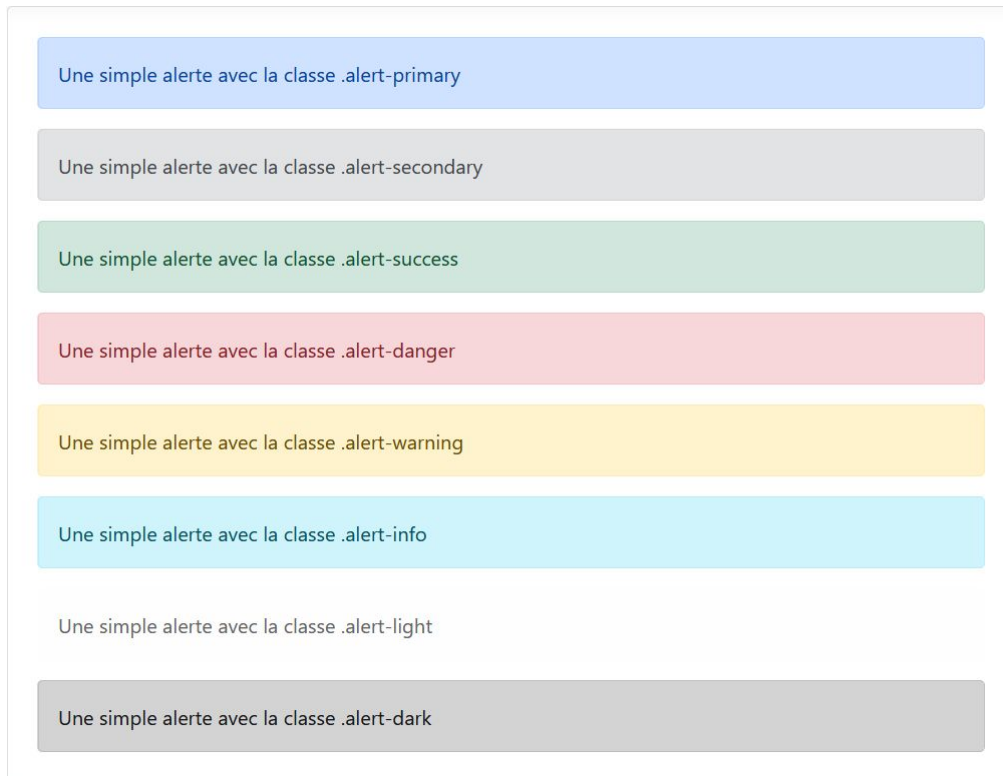 Une simple alerte avec la classe .alert-primary
Une simple alerte avec la classe .alert-secondary
Une simple alerte avec la classe .alert-success
Une simple alerte avec la classe .alert-danger
Une simple alerte avec la classe .alert-warning
Une simple alerte avec la classe .alert-info
Une simple alerte avec la classe .alert-light
Une simple alerte avec la classe .alert-dark